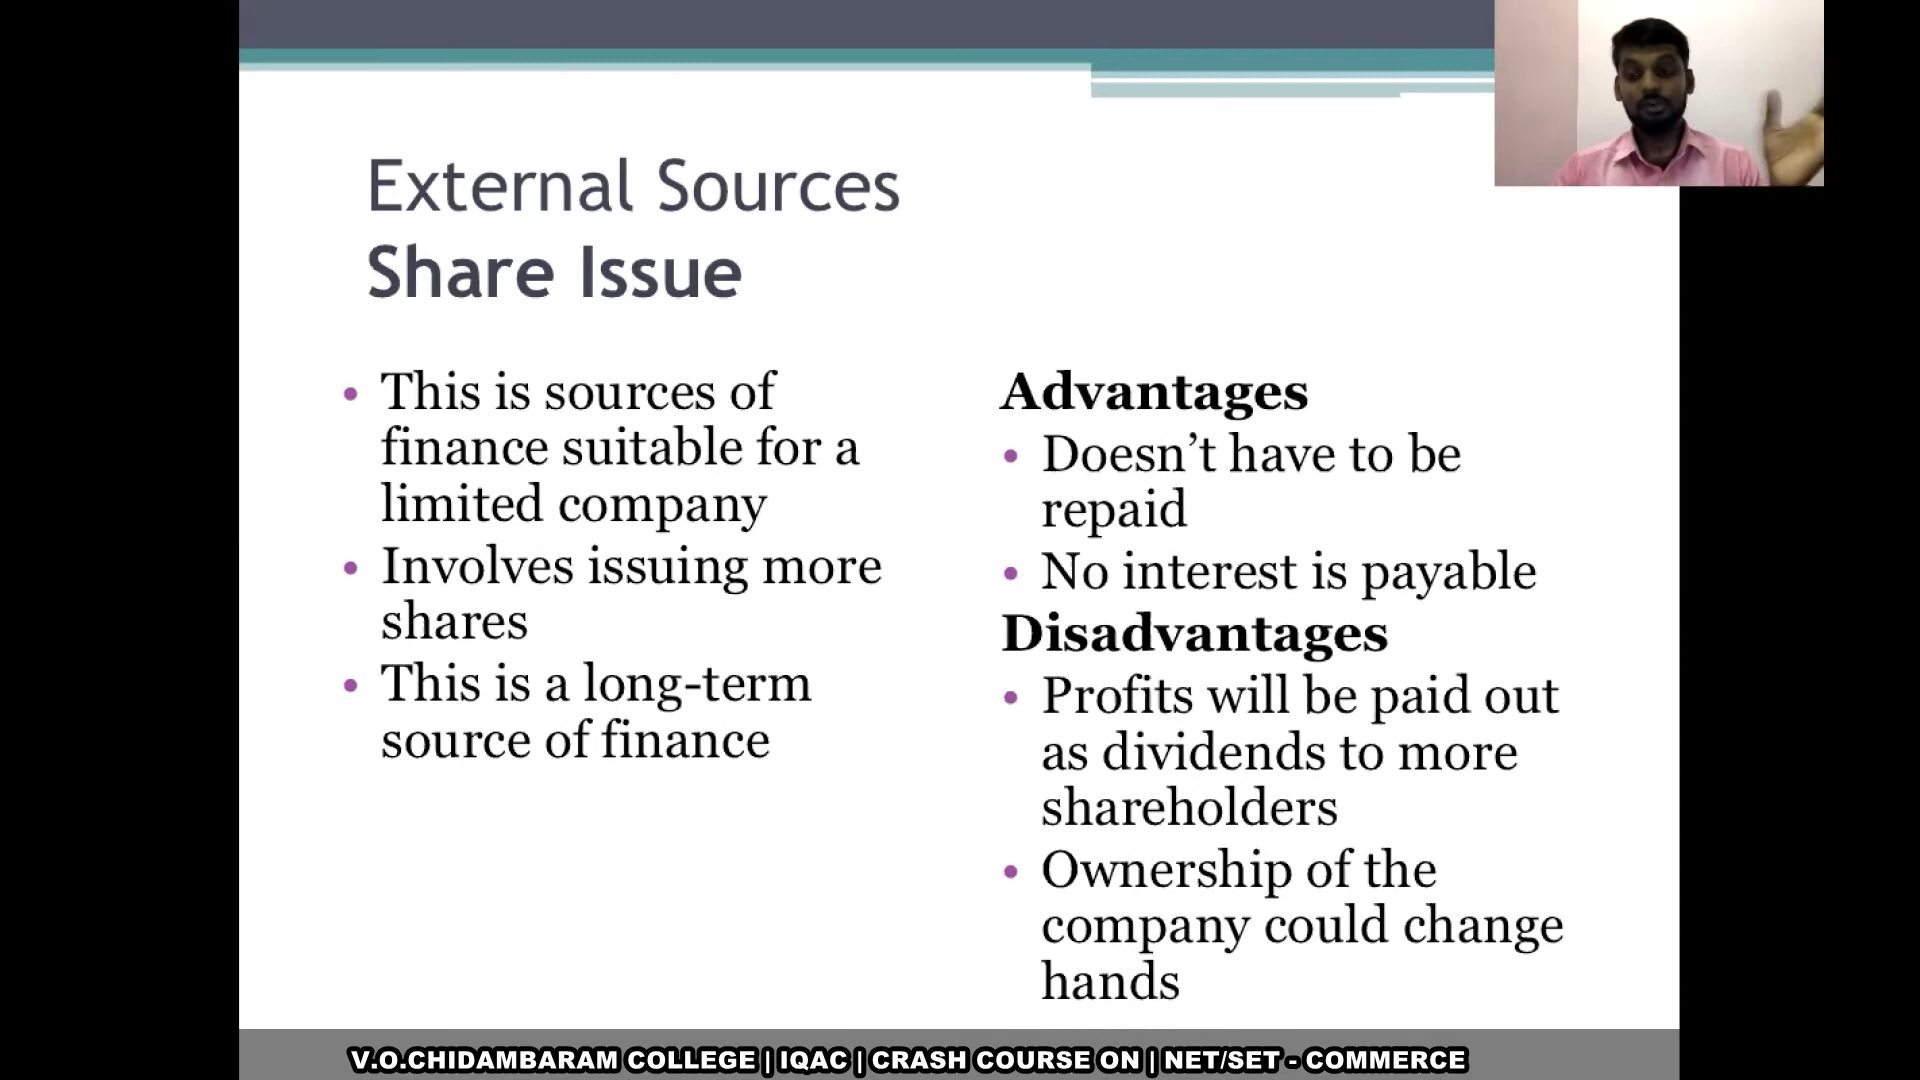 External Sources
Share Issue
• This is sources of
finance suitable for a
limited company
• Involves issuing more
shares
• This is a long-term
source of finance
Advantages
• Doesn’t have to be
repaid
• No interest is payable
Disadvantages
• Profits will be paid out
as dividends to more
shareholders
• Ownership of the
company could change
hands
V.O.CHIDAMBARAM COLLEGE | IQAC | CRASH COURSE ON | NET/SET - COMMERCE